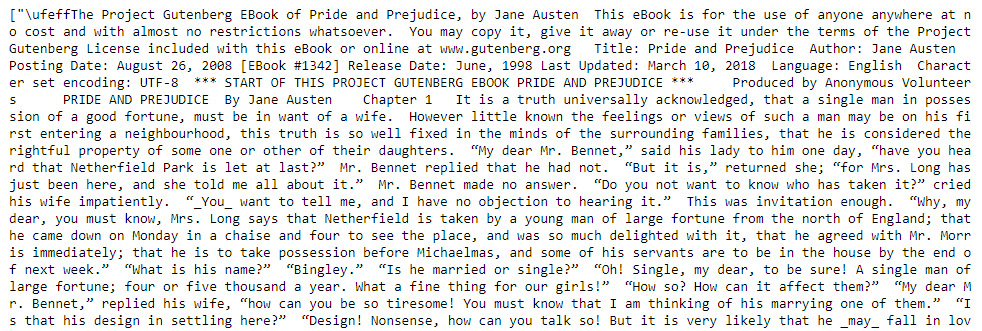 ["\ufeffThe Project Gutenberg EBook of Pride and Prejudice, by Jane Austen  This eBook is for the use of anyone anywhere at n
o cost and with almost no restrictions whatsoever.  You may copy it, give it away or re-use it under the terms of the Project
Gutenberg License included with this eBook or online at www.gutenberg.org   Title: Pride and Prejudice  Author: Jane Austen
Posting Date: August 26, 2008 [EBook #1342] Release Date: June, 1998 Last Updated: March 10, 2018  Language: English  Charact
er set encoding: UTF-8  *** START OF THIS PROJECT GUTENBERG EBOOK PRIDE AND PREJUDICE ***     Produced by Anonymous Volunteer
s      PRIDE AND PREJUDICE  By Jane Austen    Chapter 1   It is a truth universally acknowledged, that a single man in posses
sion of a good fortune, must be in want of a wife.  However little known the feelings or views of such a man may be on his fi
rst entering a neighbourhood, this truth is so well fixed in the minds of the surrounding families, that he is considered the
rightful property of some one or other of their daughters.  “My dear Mr. Bennet,” said his lady to him one day, “have you hea
rd that Netherfield Park is let at last?”  Mr. Bennet replied that he had not.  “But it is,” returned she; “for Mrs. Long has
just been here, and she told me all about it.”  Mr. Bennet made no answer.  “Do you not want to know who has taken it?” cried
his wife impatiently.  “_You_ want to tell me, and I have no objection to hearing it.”  This was invitation enough.  “Why, my
dear, you must know, Mrs. Long says that Netherfield is taken by a young man of large fortune from the north of England; that
he came down on Monday in a chaise and four to see the place, and was so much delighted with it, that he agreed with Mr. Morr
is immediately; that he is to take possession before Michaelmas, and some of his servants are to be in the house by the end o
f next week.”  “What is his name?”  “Bingley.”  “Is he married or single?”  “Oh! Single, my dear, to be sure! A single man of
large fortune; four or five thousand a year. What a fine thing for our girls!”  “How so? How can it affect them?”  “My dear M
r. Bennet,” replied his wife, “how can you be so tiresome! You must know that I am thinking of his marrying one of them.”  “I
s that his design in settling here?”  “Design! Nonsense, how can you talk so! But it is very likely that he _may_ fall in lov